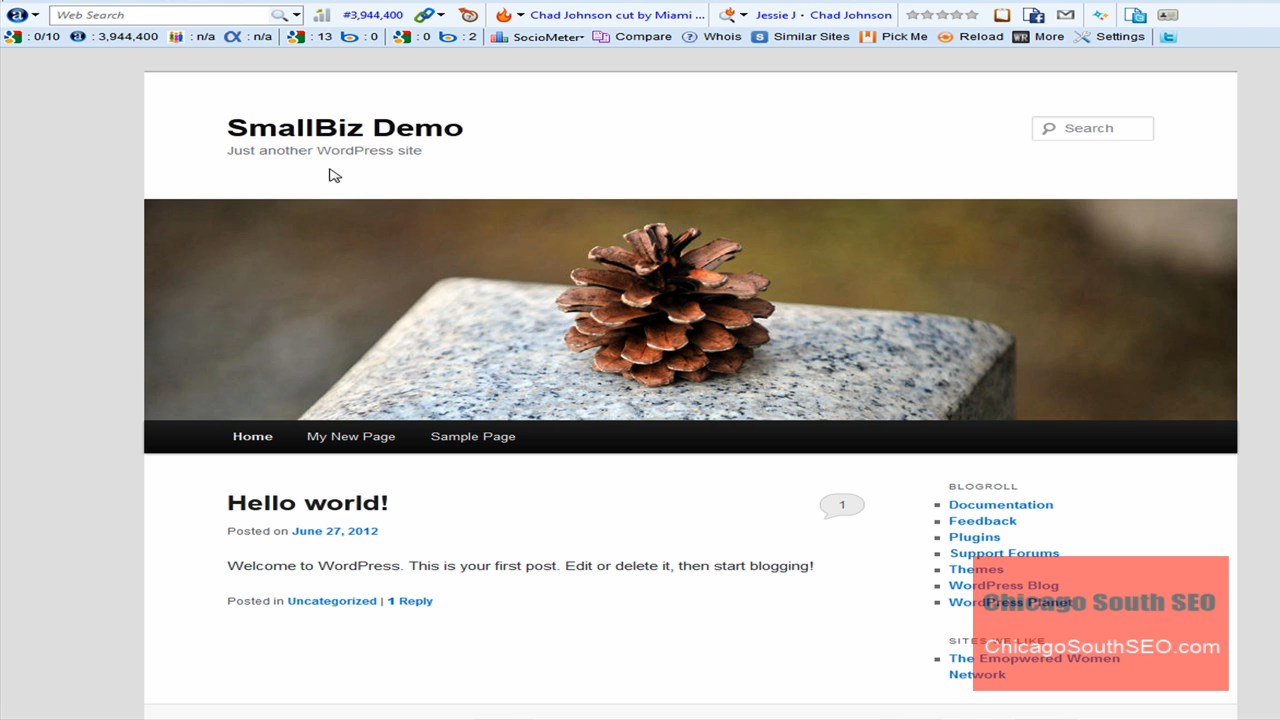 Web Search #3,944,400 Chad Johnson cut by Miami ... Jessie J · Chad Johnson
: 0/10 : 3,944,400 : n/a : n/a : 13 : 0 : 0 : 2 SocioMeter Compare Whois Similar Sites Pick Me Reload WR More Settings
SmallBiz Demo
Just another WordPress site
Search
Home My New Page Sample Page
Hello world!
1
Posted on June 27, 2012
Welcome to WordPress. This is your first post. Edit or delete it, then start blogging!
Posted in Uncategorized | 1 Reply
BLOGROLL
Documentation
Feedback
Plugins
Support Forums
Themes
WordPress Blog
WordPress Planet
Chicago South SEO
SITES WE LIKE
ChicagoSouthSEO.com
The Emopwered Women
Network